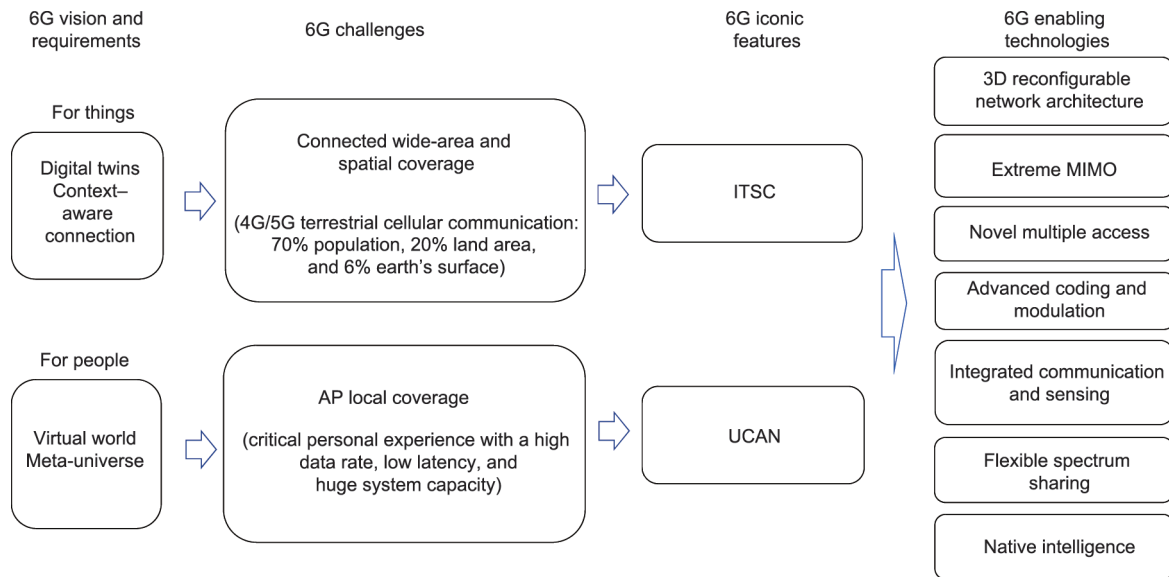 6G vision and
requirements
6G challenges
6G iconic
features
6G enabling
technologies
For things
Digital twins
Context–
aware
connection
Connected wide-area and
spatial coverage
(4G/5G terrestrial cellular communication:
70% population, 20% land area,
and 6% earth's surface)
ITSC
For people
Virtual world
Meta-universe
AP local coverage
(critical personal experience with a high
data rate, low latency, and
huge system capacity)
UCAN
3D reconfigurable
network architecture
Extreme MIMO
Novel multiple access
Advanced coding and
modulation
Integrated communication
and sensing
Flexible spectrum
sharing
Native intelligence